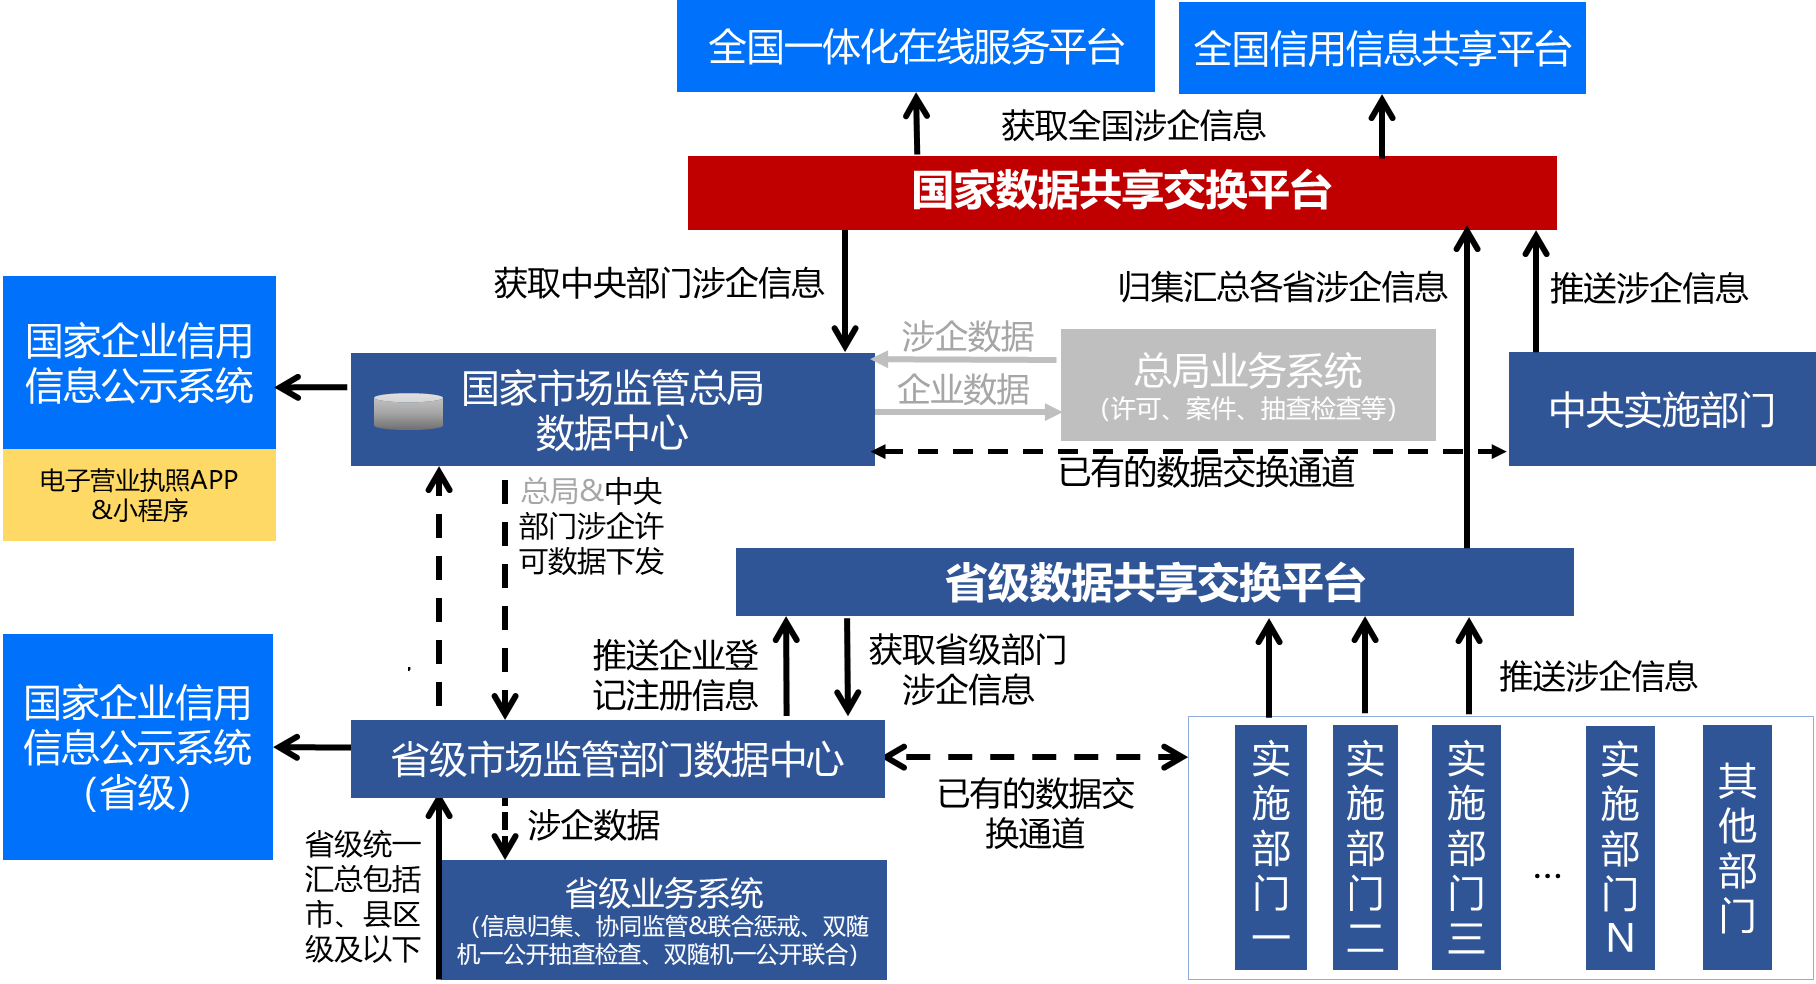 全国一体化在线服务平台
全国信用信息共享平台
获取全国涉企信息
国家数据共享交换平台
获取中央部门涉企信息
归集汇总各省涉企信息
推送涉企信息
国家企业信用
信息公示系统
电子营业执照APP
&小程序
国家市场监管总局
数据中心
涉企数据
企业数据
总局业务系统
（许可、案件、抽查检查等）
中央实施部门
已有的数据交换通道
总局&中央
部门涉企许
可数据下发
省级数据共享交换平台
推送企业登
记注册信息
获取省级部门
涉企信息
推送涉企信息
国家企业信用
信息公示系统
（省级）
省级市场监管部门数据中心
已有的数据交
换通道
涉企数据
省级统一
汇总包括
市、县区
级及以下
省级业务系统
（信息归集、协同监管&联合惩戒、双随
机一公开抽查检查、双随机一公开联合）
实施部门一
实施部门二
实施部门三
...
实施部门N
其他部门